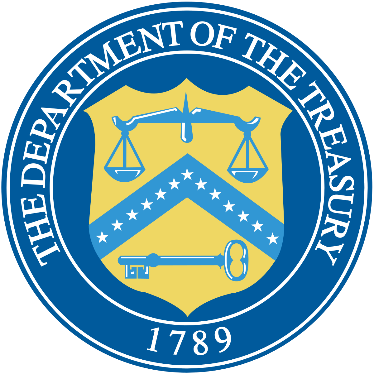 THE DEPARTMENT OF THE TREASURY
1789